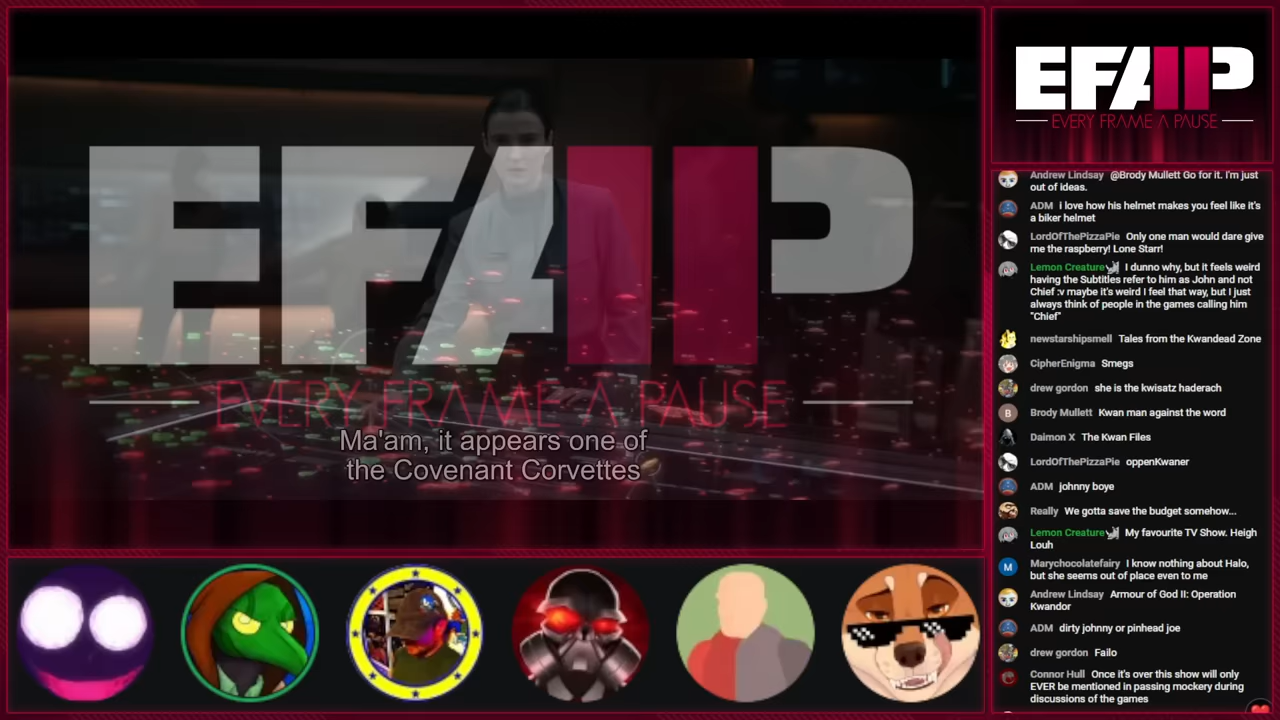 EFAP
EVERY FRAME A PAUSE
Ma'am, it appears one of
the Covenant Corvettes
EFAP
EVERY FRAME A PAUSE
Andrew Lindsay @Brody Mullett Go for it. I'm just
out of ideas.
ADM i love how his helmet makes you feel like it's
a biker helmet
LordOfThePizzaPie Only one man would dare give
me the raspberry! Lone Starr!
Lemon Creature I dunno why, but it feels weird
having the Subtitles refer to him as John and not
Chief :v maybe it's weird I feel that way, but I just
always think of people in the games calling him
"Chief"
newstarshipsmell Tales from the Kwandead Zone
CipherEnigma Smegs
drew gordon she is the kwisatz haderach
B
Brody Mullett Kwan man against the word
Daimon X The Kwan Files
LordOfThePizzaPie oppenKwaner
ADM johnny boye
Really We gotta save the budget somehow...
Lemon Creature My favourite TV Show. Heigh
Louh
M
Marychocolatefairy I know nothing about Halo,
but she seems out of place even to me
Andrew Lindsay Armour of God II: Operation
Kwandor
ADM dirty johnny or pinhead joe
drew gordon Failo
Connor Hull Once it's over this show will only
EVER be mentioned in passing mockery during
discussions of the games